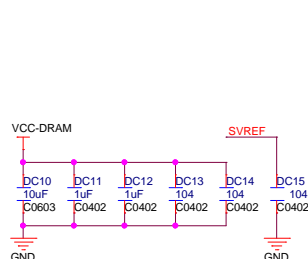 VCC-DRAM
SVREF
DC10 DC11 DC12 DC13 DC14 DC15
10uF 1uF 1uF 104 104 104
C0603 C0402 C0402 C0402 C0402 C0402
GND GND